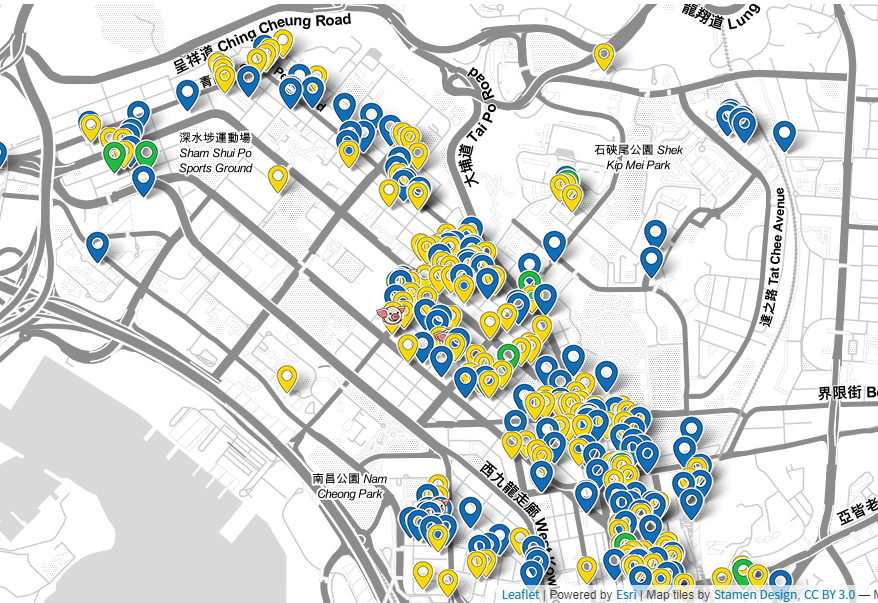 呈祥道 Ching Cheung Road
龍翔道 Lung
青
Po
d
大埔道 Tai Po Road
深水埗運動場
Sham Shui Po
Sports Ground
石硤尾公園 Shek
Kip Mei Park
達之路 Tat Chee Avenue
界限街 Bo
南昌公園 Nam
Cheong Park
西九龍走廊 West Kow
亞皆老
Leaflet | Powered by Esri | Map tiles by Stamen Design, CC BY 3.0 — M